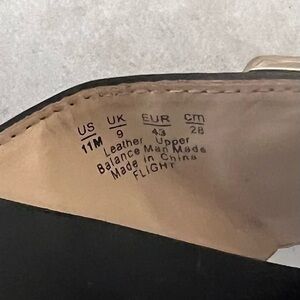 US UK EUR cm
11M 9 43 28
Leather Upper
Balance Man Made
Made in China
FLIGHT